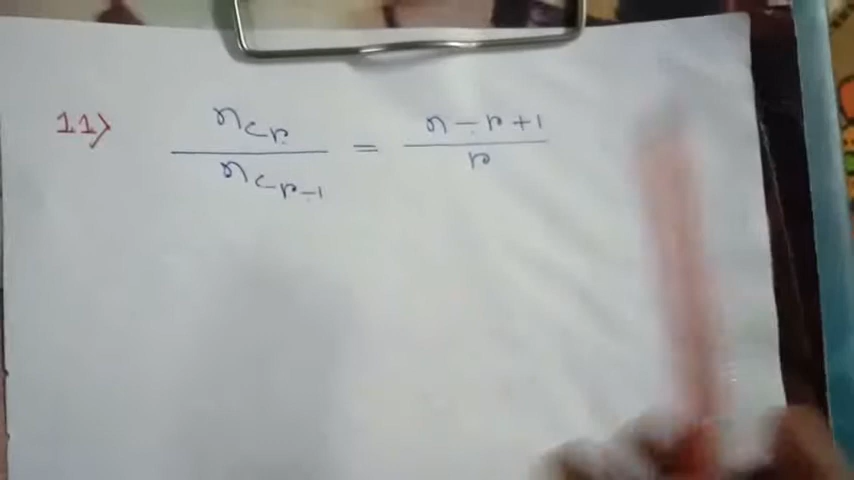 11) nCr / nCr-1 = n-r+1 / r